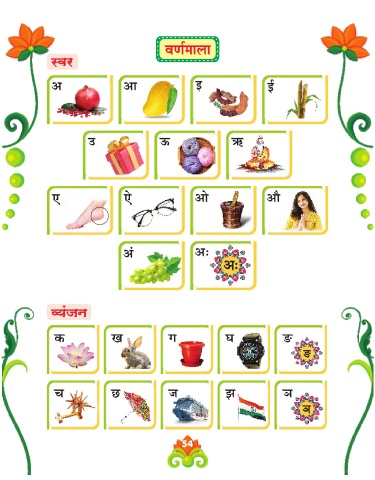 वर्णमाला
स्वर
अ आ इ ई
उ ऊ ऋ
ए ऐ ओ औ
अं अः
अः
व्यंजन
क ख ग घ ङ
ङ
च छ ज झ ञ
ञ
54